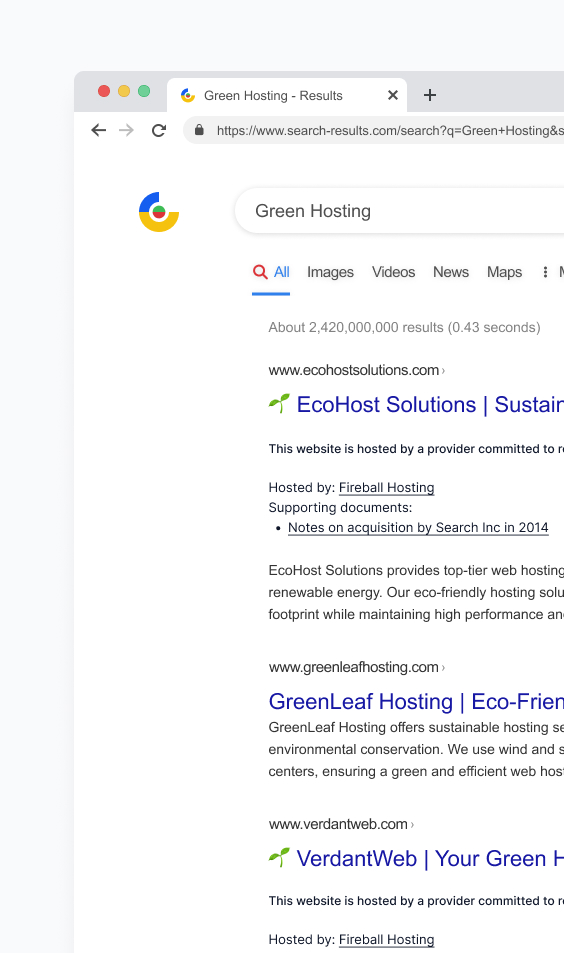 Green Hosting - Results
https://www.search-results.com/search?q=Green+Hosting&s
Green Hosting
All Images Videos News Maps
About 2,420,000,000 results (0.43 seconds)
www.ecohostsolutions.com ›
EcoHost Solutions | Sustain
This website is hosted by a provider committed to re
Hosted by: Fireball Hosting
Supporting documents:
• Notes on acquisition by Search Inc in 2014
EcoHost Solutions provides top-tier web hosting
renewable energy. Our eco-friendly hosting solu
footprint while maintaining high performance an
www.greenleafhosting.com ›
GreenLeaf Hosting | Eco-Frien
GreenLeaf Hosting offers sustainable hosting se
environmental conservation. We use wind and s
centers, ensuring a green and efficient web host
www.verdantweb.com ›
VerdantWeb | Your Green H
This website is hosted by a provider committed to re
Hosted by: Fireball Hosting